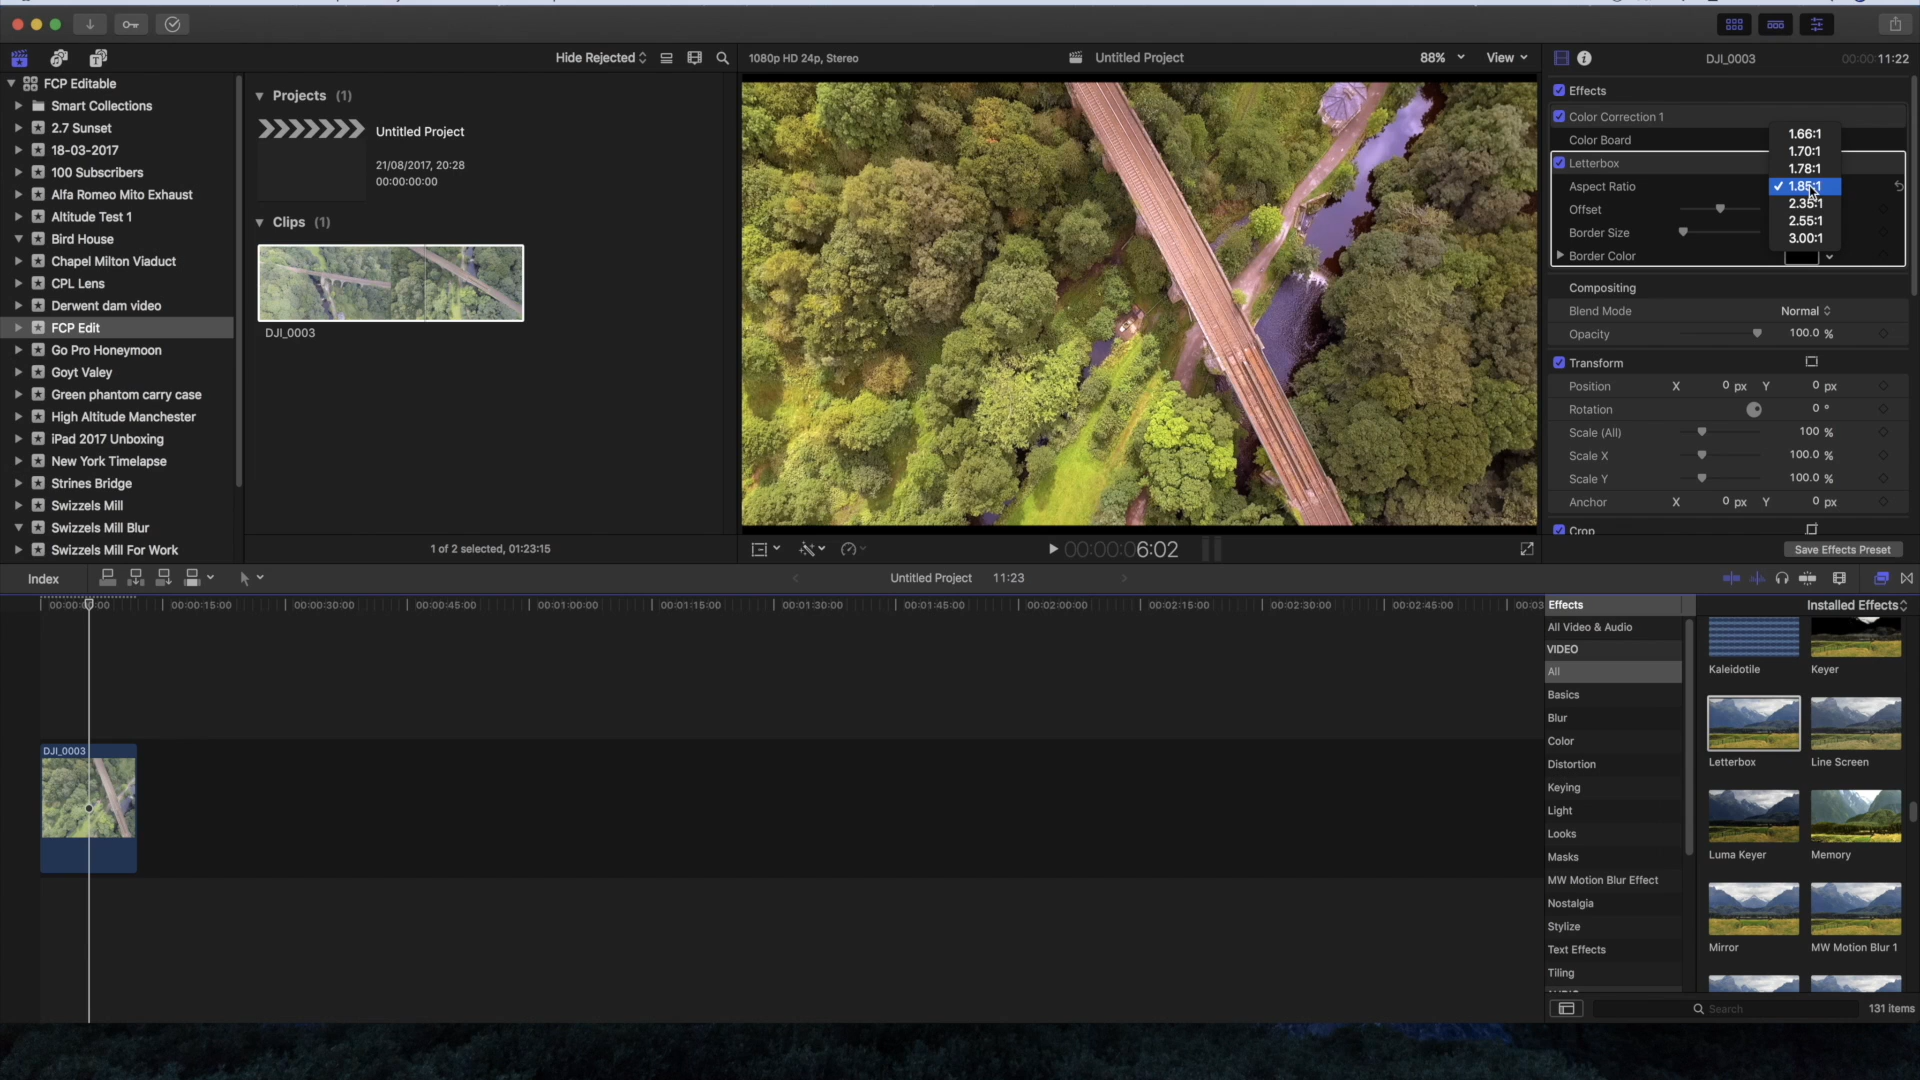 Hide Rejected
1080p HD 24p, Stereo
Untitled Project
88%
View
DJI_0003
00:00:11:22
FCP Editable
Smart Collections
2.7 Sunset
18-03-2017
100 Subscribers
Alfa Romeo Mito Exhaust
Altitude Test 1
Bird House
Chapel Milton Viaduct
CPL Lens
Derwent dam video
FCP Edit
Go Pro Honeymoon
Goyt Valey
Green phantom carry case
High Altitude Manchester
iPad 2017 Unboxing
New York Timelapse
Strines Bridge
Swizzels Mill
Swizzels Mill Blur
Swizzels Mill For Work
Projects (1)
Untitled Project
21/08/2017, 20:28
00:00:00:00
Clips (1)
DJI_0003
1 of 2 selected, 01:23:15
00:00:06:02
Effects
Color Correction 1
Color Board
Letterbox
Aspect Ratio
1.66:1
1.70:1
1.78:1
1.85:1
2.35:1
2.55:1
3.00:1
Offset
Border Size
Border Color
Compositing
Blend Mode Normal
Opacity 100.0 %
Transform
Position X 0 px Y 0 px
Rotation 0 °
Scale (All) 100 %
Scale X 100.0 %
Scale Y 100.0 %
Anchor X 0 px Y 0 px
Crop
Save Effects Preset
Index
Untitled Project 11:23
00:00:15:00
00:00:30:00
00:00:45:00
00:01:00:00
00:01:15:00
00:01:30:00
00:01:45:00
00:02:00:00
00:02:15:00
00:02:30:00
00:02:45:00
00:03
DJI_0003
Effects
Installed Effects
All Video & Audio
VIDEO
All
Basics
Blur
Color
Distortion
Keying
Light
Looks
Masks
MW Motion Blur Effect
Nostalgia
Stylize
Text Effects
Tiling
Kaleidotile
Keyer
Letterbox
Line Screen
Luma Keyer
Memory
Mirror
MW Motion Blur 1
Search
131 items